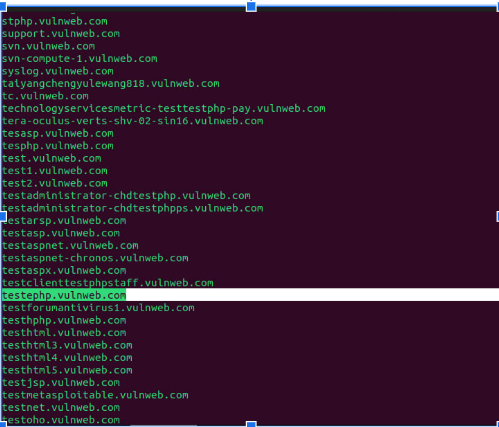 stphp.vulnweb.com
support.vulnweb.com
svn.vulnweb.com
svn-compute-1.vulnweb.com
syslog.vulnweb.com
taiyangchengyulewang818.vulnweb.com
tc.vulnweb.com
technologyservicesmetric-testtestphp-pay.vulnweb.com
tera-oculus-verts-shv-02-sin16.vulnweb.com
tesasp.vulnweb.com
tesphp.vulnweb.com
test.vulnweb.com
test1.vulnweb.com
test2.vulnweb.com
testadministrator-chdtestphp.vulnweb.com
testadministrator-chdtestphpps.vulnweb.com
testarsp.vulnweb.com
testasp.vulnweb.com
testaspnet.vulnweb.com
testaspnet-chronos.vulnweb.com
testaspx.vulnweb.com
testclienttestphpstaff.vulnweb.com
testephp.vulnweb.com
testforumantivirus1.vulnweb.com
testhphp.vulnweb.com
testhtml.vulnweb.com
testhtml3.vulnweb.com
testhtml4.vulnweb.com
testhtml5.vulnweb.com
testjsp.vulnweb.com
testmetasploitable.vulnweb.com
testnet.vulnweb.com
testoho.vulnweb.com